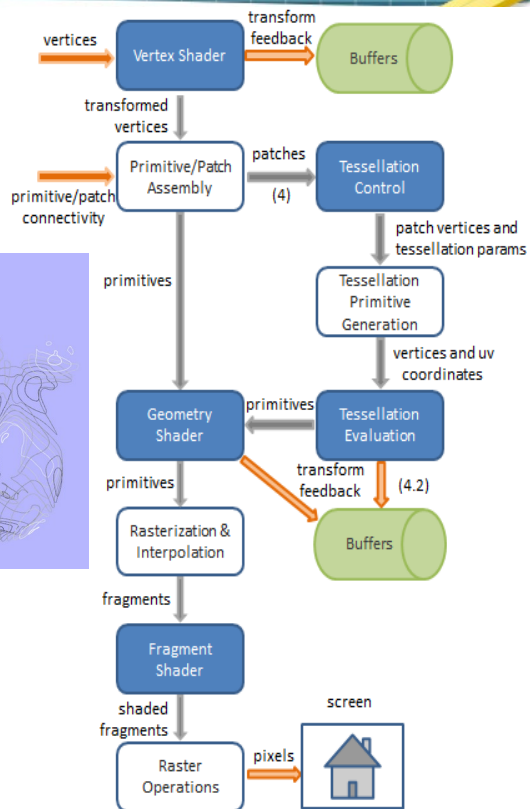 transform
feedback
vertices
Vertex Shader
Buffers
transformed
vertices
Primitive/Patch
Assembly
patches
(4)
Tessellation
Control
primitive/patch
connectivity
patch vertices and
tessellation params
primitives
Tessellation
Primitive
Generation
vertices and uv
coordinates
Geometry
Shader
primitives
Tessellation
Evaluation
primitives
transform
feedback
(4.2)
Rasterization &
Interpolation
Buffers
fragments
Fragment
Shader
shaded
fragments
screen
Raster
Operations
pixels